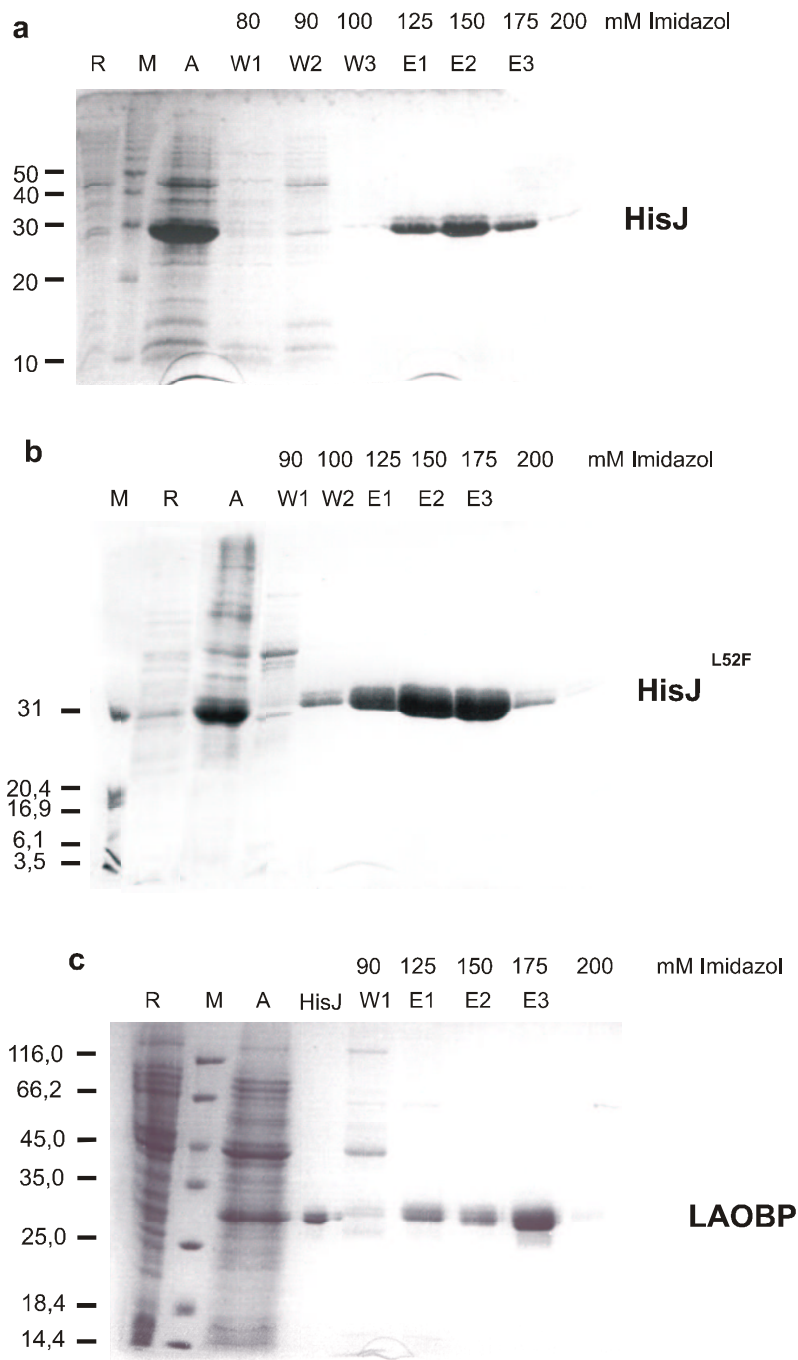 a
80 90 100 125 150 175 200 mM Imidazol
R M A W1 W2 W3 E1 E2 E3
50
40
30
20
10
HisJ
b
90 100 125 150 175 200 mM Imidazol
M R A W1 W2 E1 E2 E3
31
20,4
16,9
6,1
3,5
HisJ L52F
c
90 125 150 175 200 mM Imidazol
R M A HisJ W1 E1 E2 E3
116,0
66,2
45,0
35,0
25,0
18,4
14,4
LAOBP